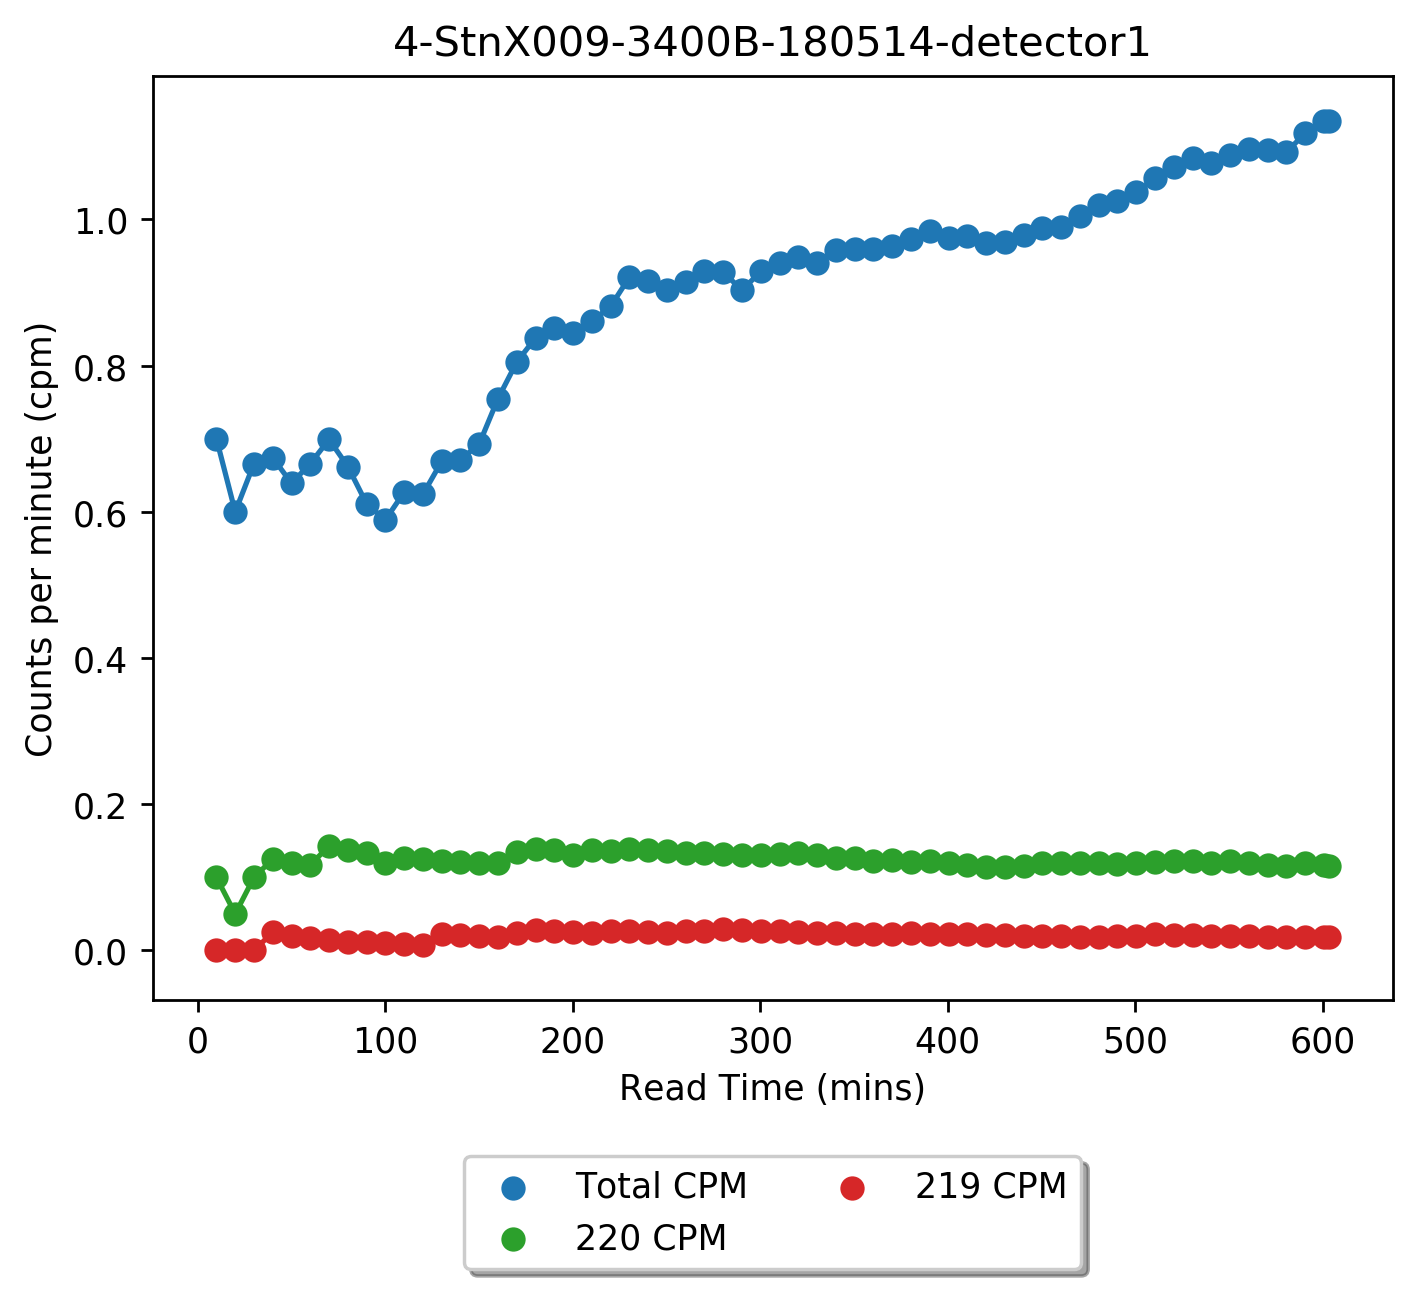 4-StnX009-3400B-180514-detector1
Counts per minute (cpm)
1.0
0.8
0.6
0.4
0.2
0.0
0 100 200 300 400 500 600
Read Time (mins)
Total CPM 219 CPM
220 CPM